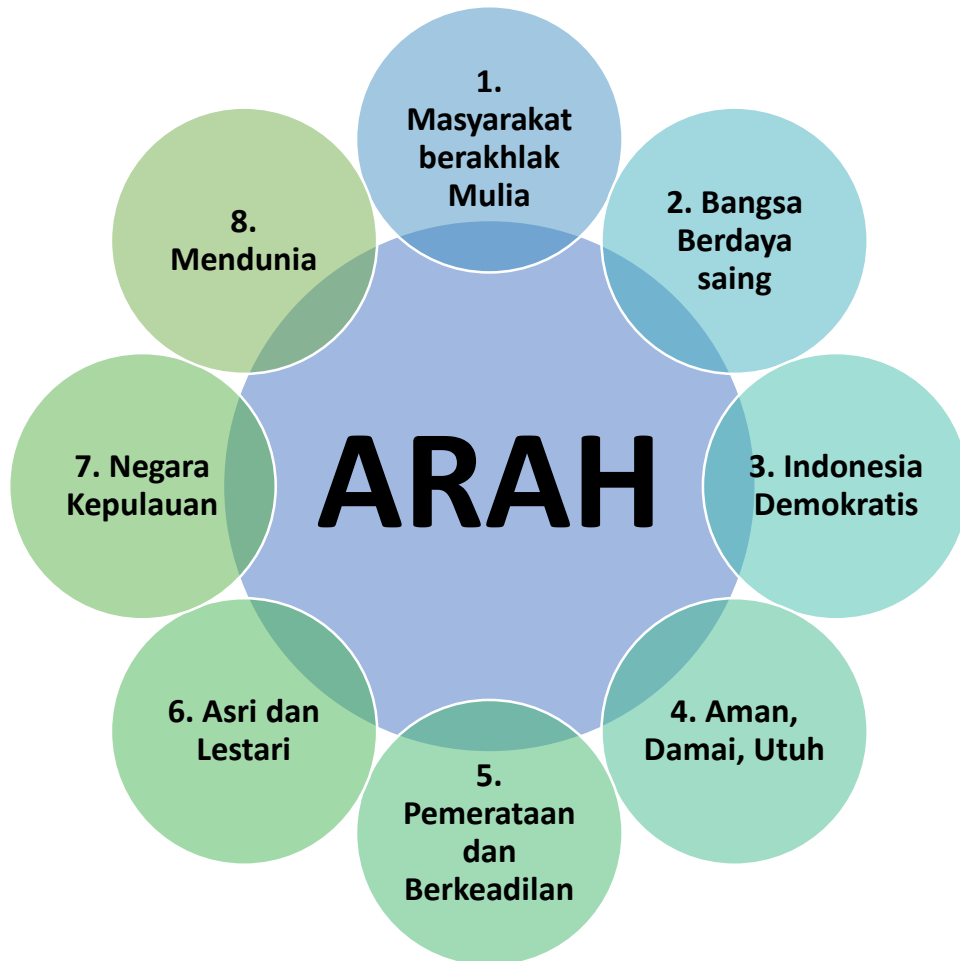 1.
Masyarakat
berakhlak
Mulia
2. Bangsa
Berdaya
saing
3. Indonesia
Demokratis
4. Aman,
Damai, Utuh
5.
Pemerataan
dan
Berkeadilan
6. Asri dan
Lestari
7. Negara
Kepulauan
8.
Mendunia
ARAH